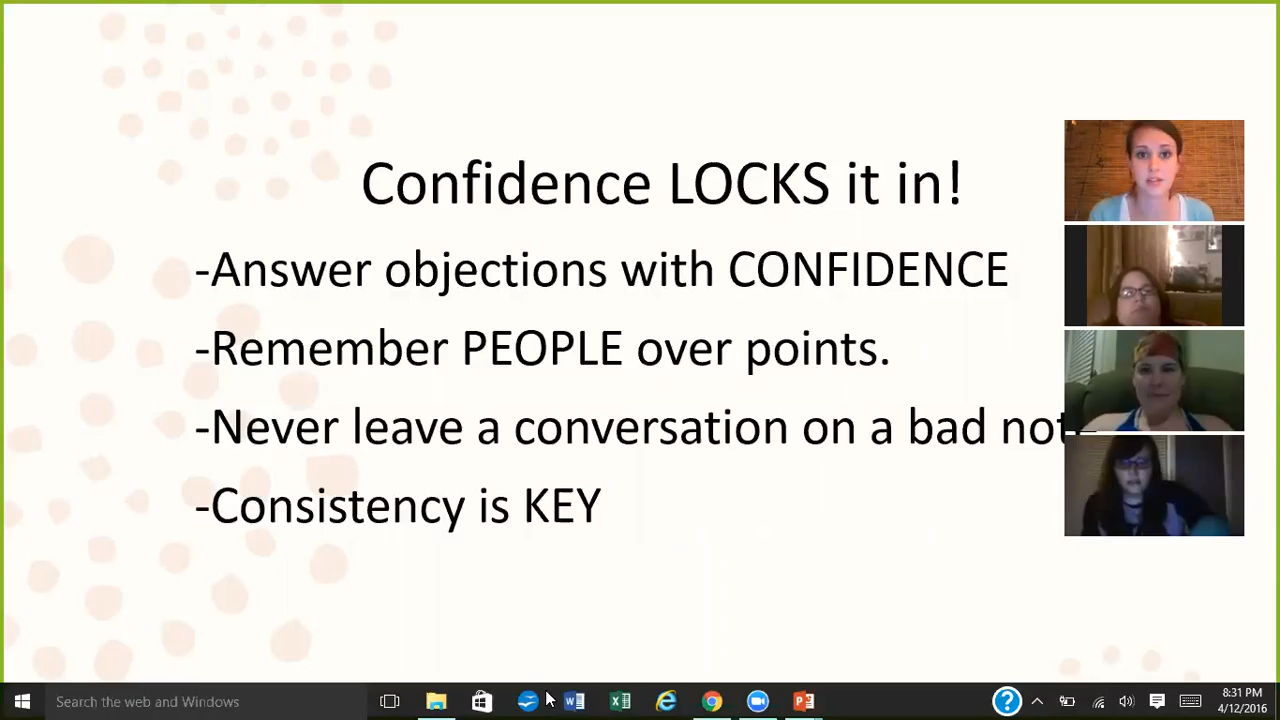 Confidence LOCKS it in!
-Answer objections with CONFIDENCE
-Remember PEOPLE over points.
-Never leave a conversation on a bad
-Consistency is KEY
Search the web and Windows
8:31 PM
4/12/2016